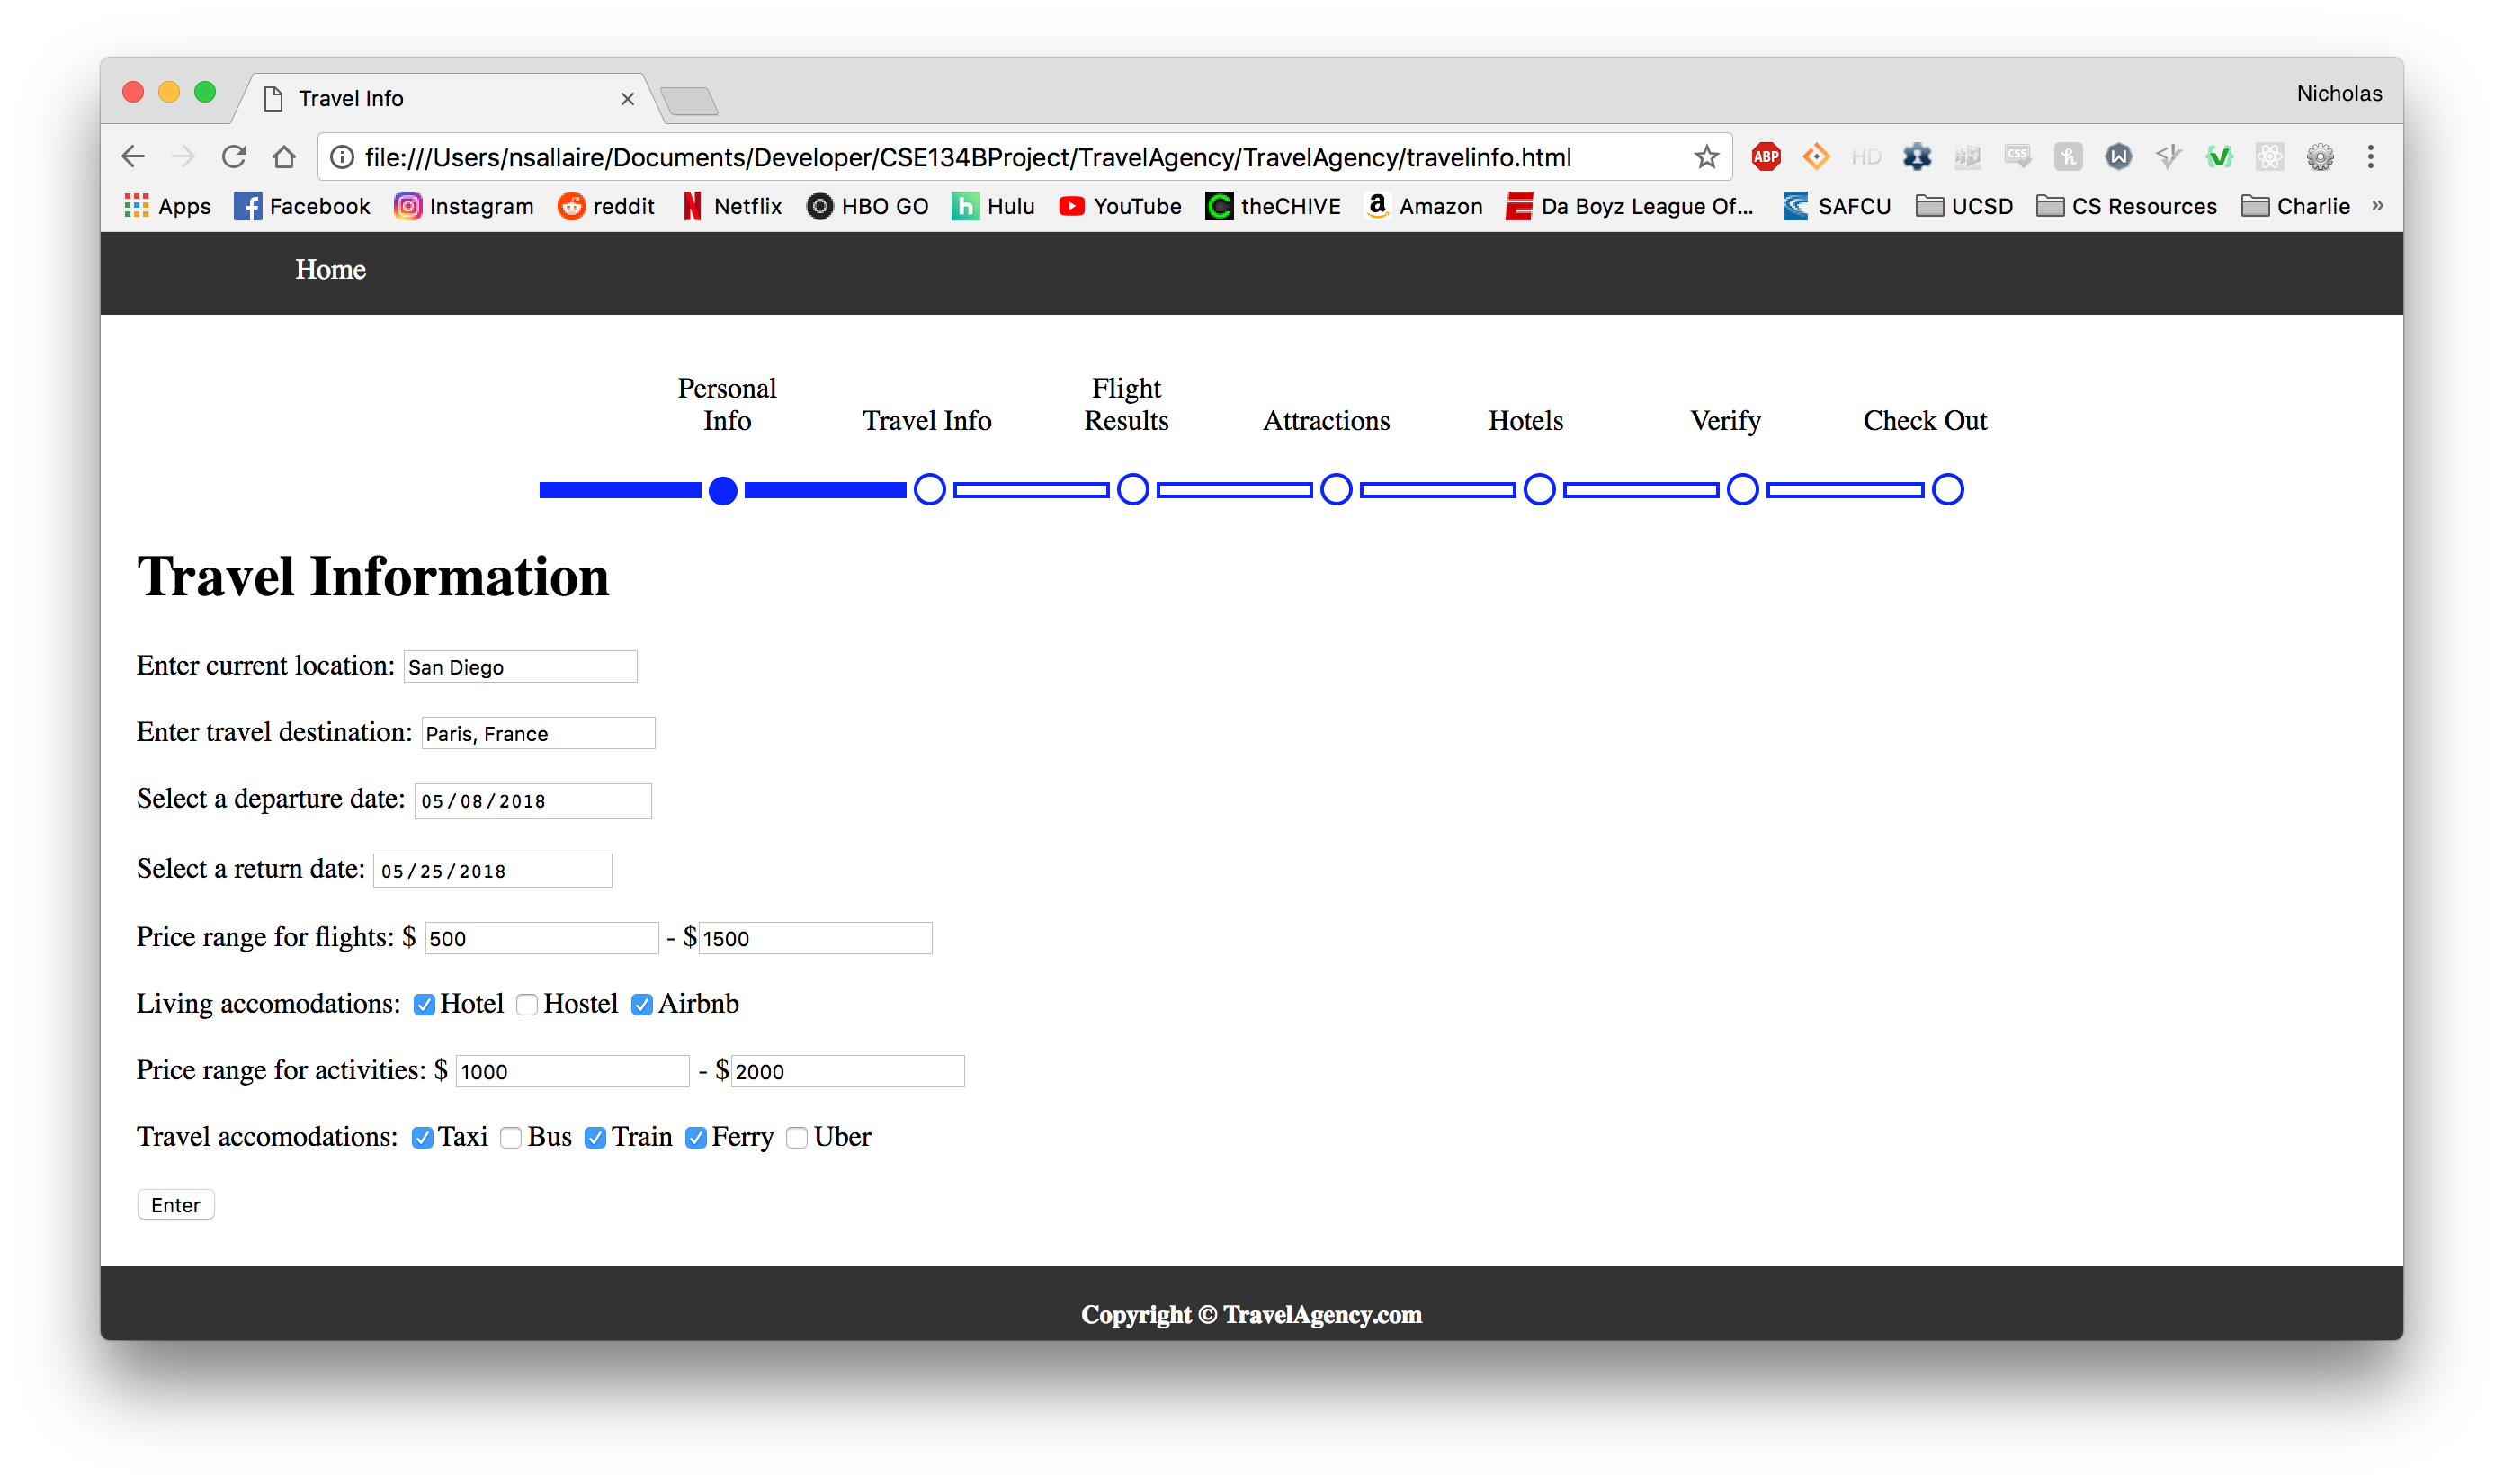 Travel Info
Nicholas
file:///Users/nsallaire/Documents/Developer/CSE134BProject/TravelAgency/TravelAgency/travelinfo.html
ABP HD CSS
Apps Facebook Instagram reddit Netflix HBO GO Hulu YouTube theCHIVE Amazon Da Boyz League Of... SAFCU UCSD CS Resources Charlie »
Home
Personal Info
Travel Info
Flight Results
Attractions
Hotels
Verify
Check Out
Travel Information
Enter current location: San Diego
Enter travel destination: Paris, France
Select a departure date: 05/08/2018
Select a return date: 05/25/2018
Price range for flights: $ 500 - $ 1500
Living accomodations: Hotel Hostel Airbnb
Price range for activities: $ 1000 - $ 2000
Travel accomodations: Taxi Bus Train Ferry Uber
Enter
Copyright © TravelAgency.com